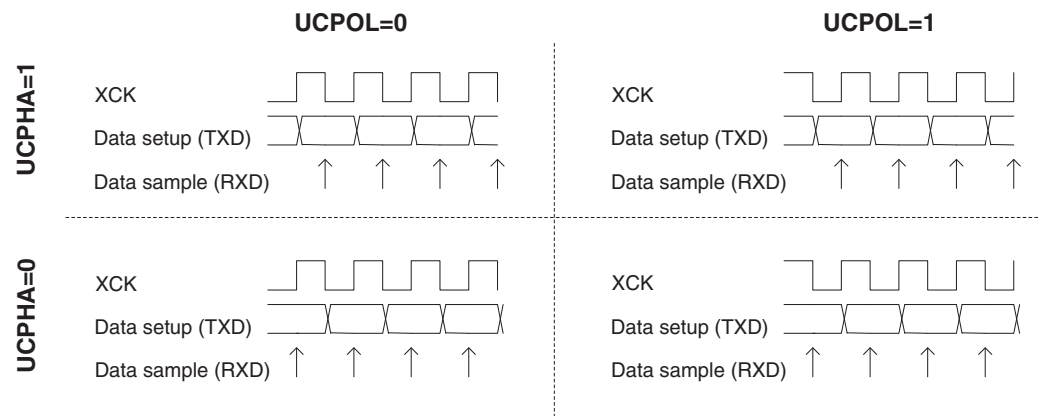 UCPOL=0
UCPOL=1
UCPHA=1
XCK
Data setup (TXD)
Data sample (RXD)
XCK
Data setup (TXD)
Data sample (RXD)
UCPHA=0
XCK
Data setup (TXD)
Data sample (RXD)
XCK
Data setup (TXD)
Data sample (RXD)